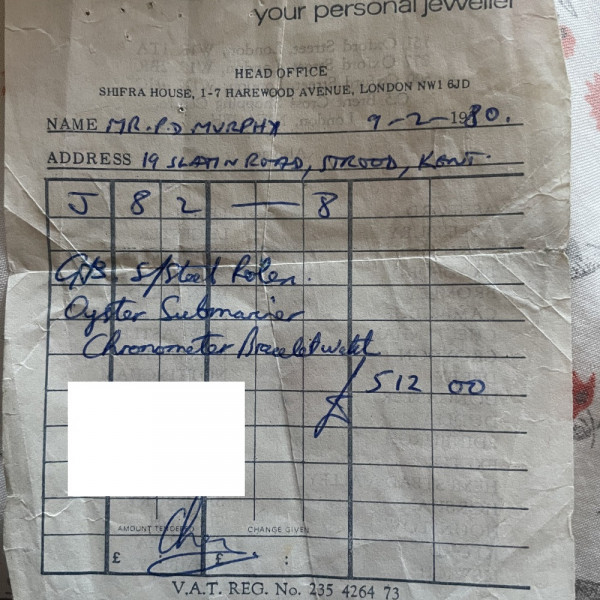 your personal jeweller
HEAD OFFICE
SHIFRA HOUSE, 1-7 HAREWOOD AVENUE, LONDON NW1 6JD
NAME MR. P.D MURPHY 9-2-1980.
ADDRESS 19 SLATIN ROAD, STROOD, KENT.
J 8 2 — 8
S/Steel Rolex.
Oyster Submariner
Chronometer Bracelet
£ 512 00
AMOUNT TENDERED CHANGE GIVEN
£ £ :
V.A.T. REG. No. 235 4264 73